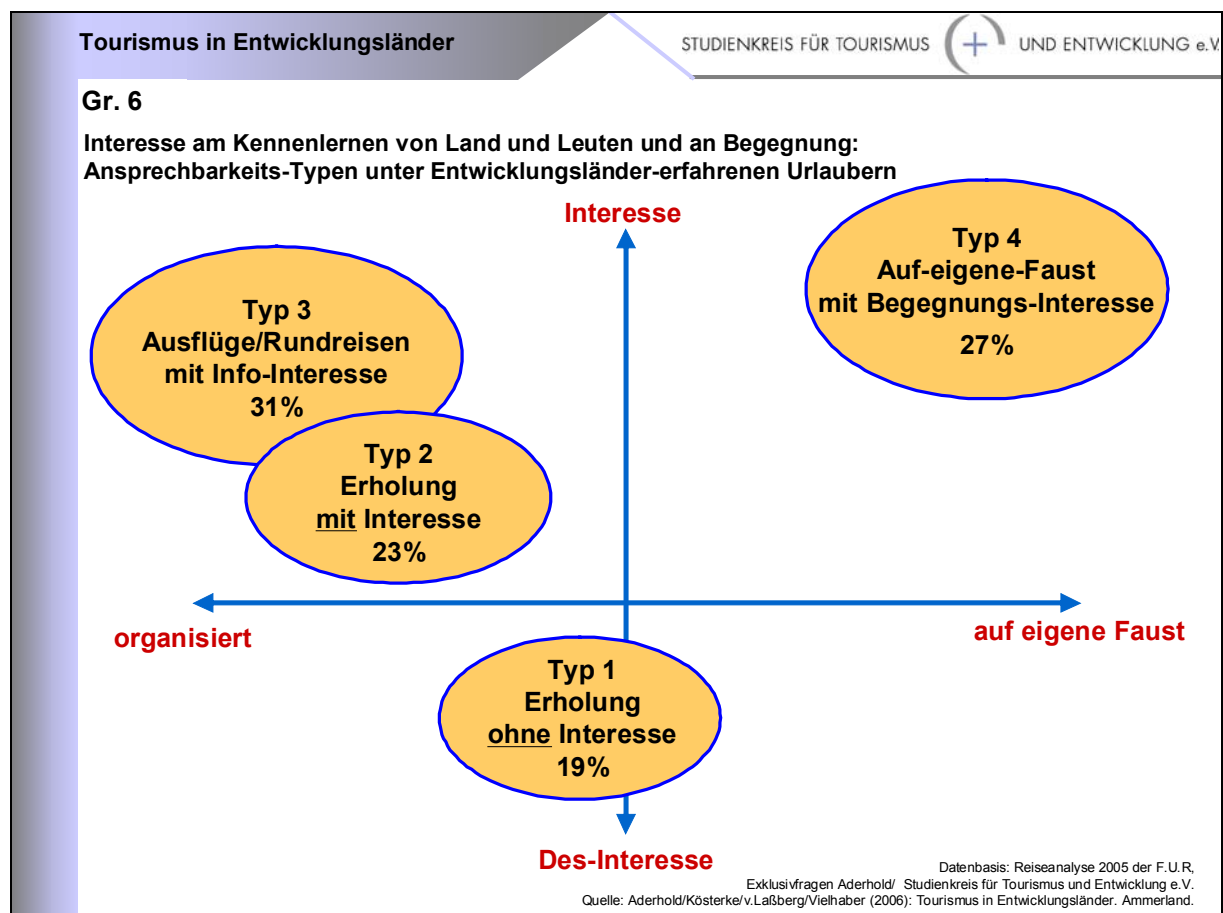 Tourismus in Entwicklungsländer
STUDIENKREIS FÜR TOURISMUS UND ENTWICKLUNG e.V.
Gr. 6
Interesse am Kennenlernen von Land und Leuten und an Begegnung:
Ansprechbarkeits-Typen unter Entwicklungsländer-erfahrenen Urlaubern
Interesse
Typ 4
Auf-eigene-Faust
mit Begegnungs-Interesse
27%
Typ 3
Ausflüge/Rundreisen
mit Info-Interesse
31%
Typ 2
Erholung
mit Interesse
23%
organisiert
auf eigene Faust
Typ 1
Erholung
ohne Interesse
19%
Des-Interesse
Datenbasis: Reiseanalyse 2005 der F.U.R,
Exklusivfragen Aderhold/ Studienkreis für Tourismus und Entwicklung e.V.
Quelle: Aderhold/Kösterke/v.Laßberg/Vielhaber (2006): Tourismus in Entwicklungsländer. Ammerland.